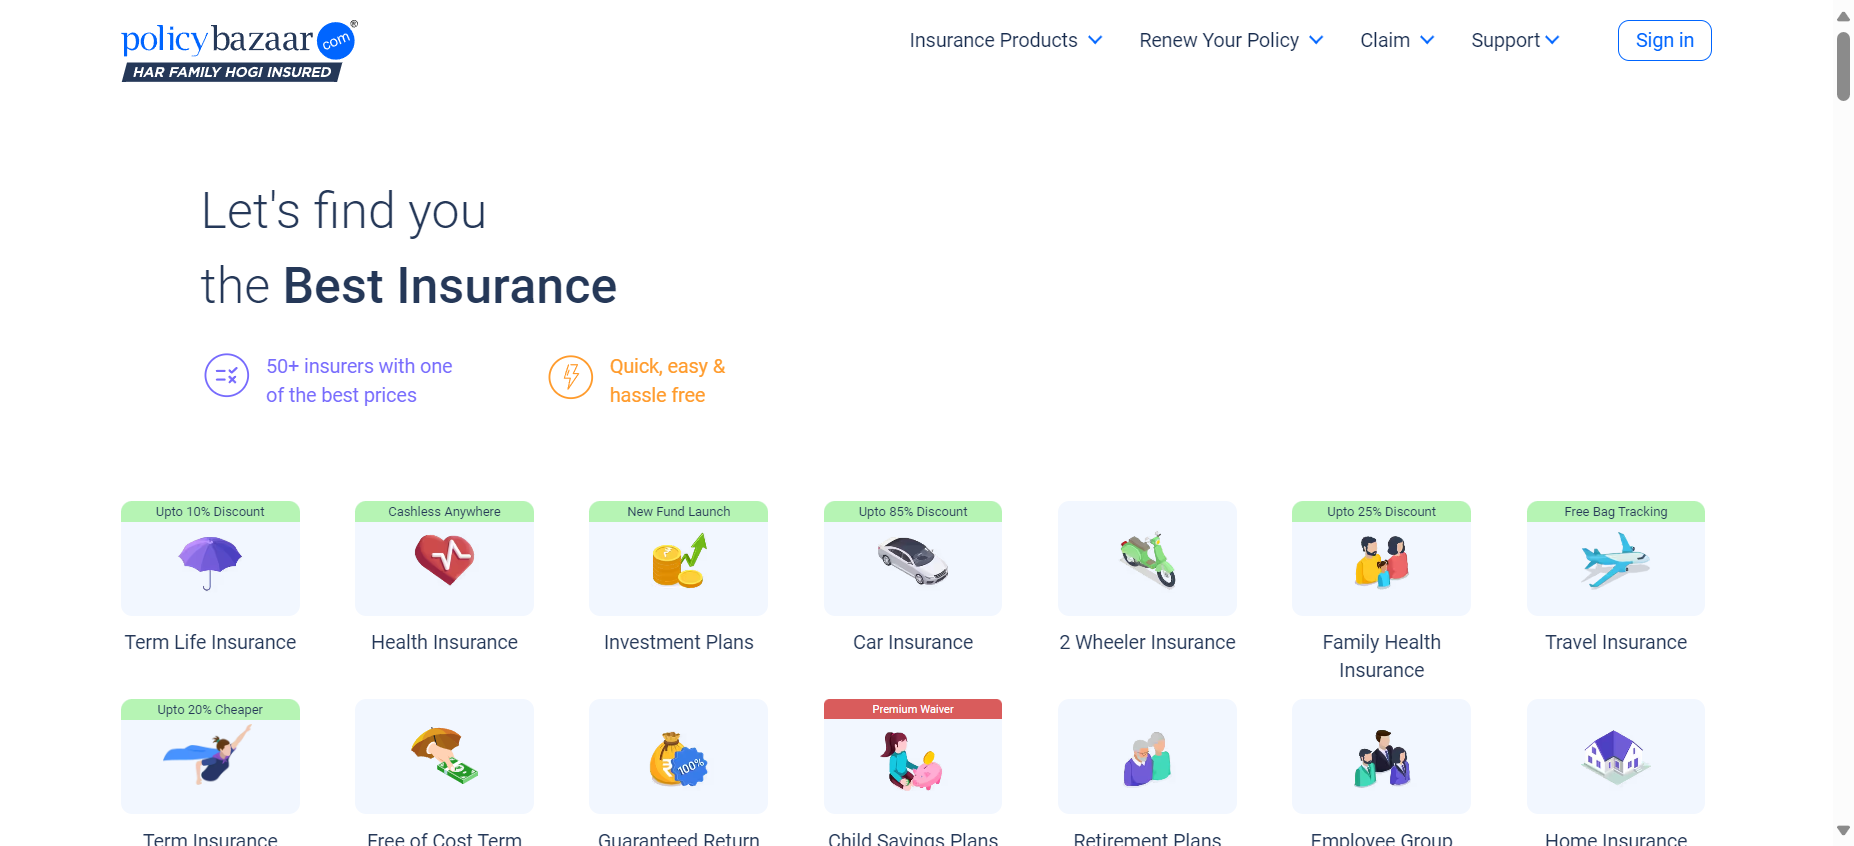 policybazaar com ®
HAR FAMILY HOGI INSURED
Insurance Products
Renew Your Policy
Claim
Support
Sign in
Let's find you
the Best Insurance
50+ insurers with one
of the best prices
Quick, easy &
hassle free
Upto 10% Discount
Cashless Anywhere
New Fund Launch
Upto 85% Discount
Upto 25% Discount
Free Bag Tracking
Term Life Insurance
Health Insurance
Investment Plans
Car Insurance
2 Wheeler Insurance
Family Health
Insurance
Travel Insurance
Upto 20% Cheaper
Premium Waiver
100%
Term Insurance
Free of Cost Term
Guaranteed Return
Child Savings Plans
Retirement Plans
Employee Group
Home Insurance